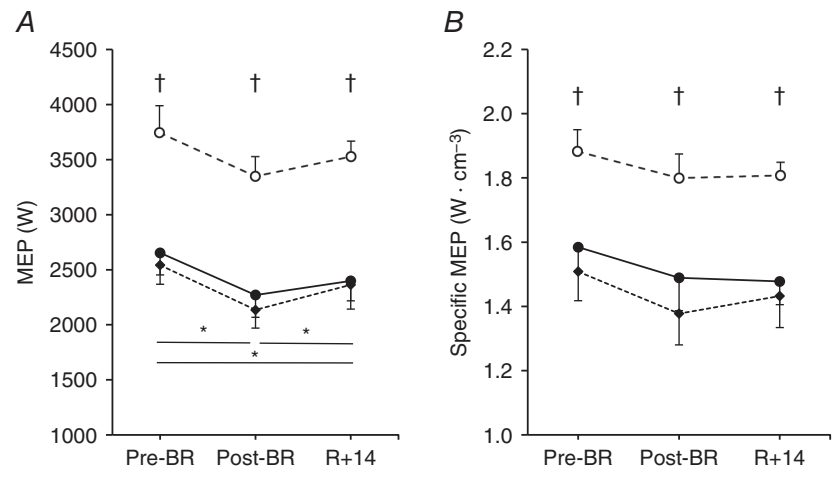 A
MEP (W)
4500
4000
3500
3000
2500
2000
1500
1000
† † †
* *
*
Pre-BR Post-BR R+14
B
Specific MEP (W · cm⁻³)
2.2
2.0
1.8
1.6
1.4
1.2
1.0
† † †
Pre-BR Post-BR R+14